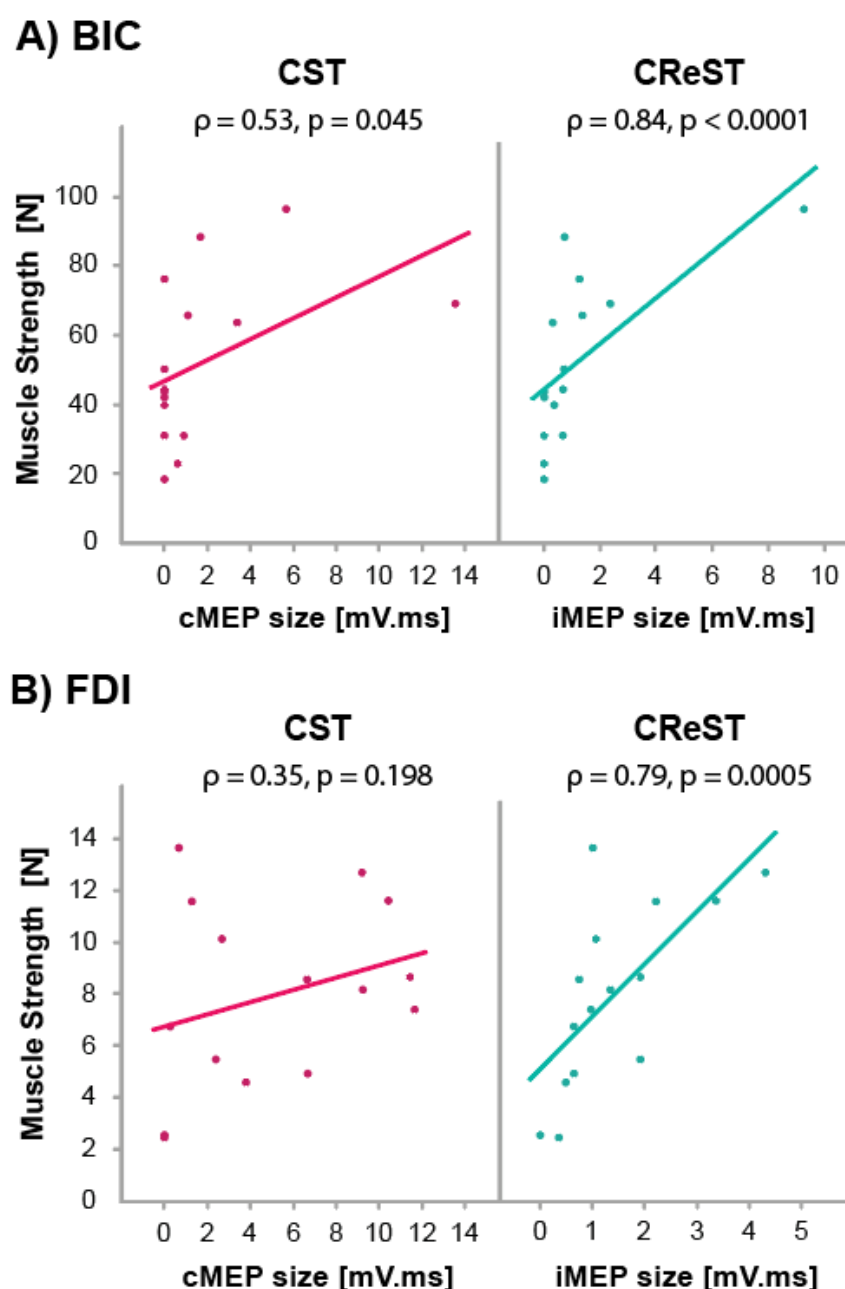 A) BIC
CST
ρ = 0.53, p = 0.045
CReST
ρ = 0.84, p < 0.0001
Muscle Strength [N]
100
80
60
40
20
0
0 2 4 6 8 10 12 14
cMEP size [mV.ms]
0 2 4 6 8 10
iMEP size [mV.ms]
B) FDI
CST
ρ = 0.35, p = 0.198
CReST
ρ = 0.79, p = 0.0005
Muscle Strength [N]
14
12
10
8
6
4
2
0
0 2 4 6 8 10 12 14
cMEP size [mV.ms]
0 1 2 3 4 5
iMEP size [mV.ms]